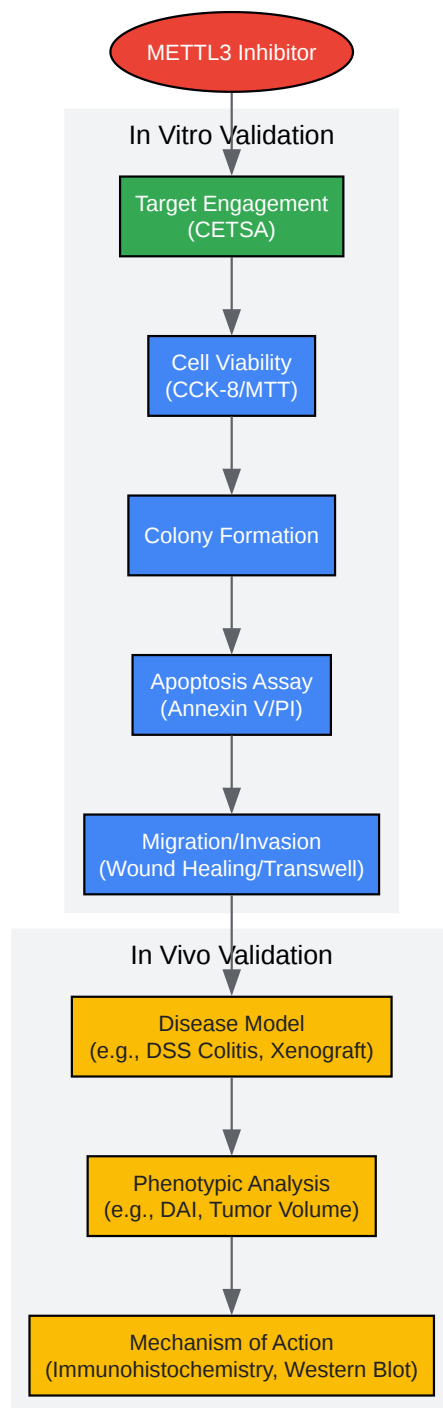 METTL3 Inhibitor
In Vitro Validation
Target Engagement
(CETSA)
Cell Viability
(CCK-8/MTT)
Colony Formation
Apoptosis Assay
(Annexin V/PI)
Migration/Invasion
(Wound Healing/Transwell)
In Vivo Validation
Disease Model
(e.g., DSS Colitis, Xenograft)
Phenotypic Analysis
(e.g., DAI, Tumor Volume)
Mechanism of Action
(Immunohistochemistry, Western Blot)